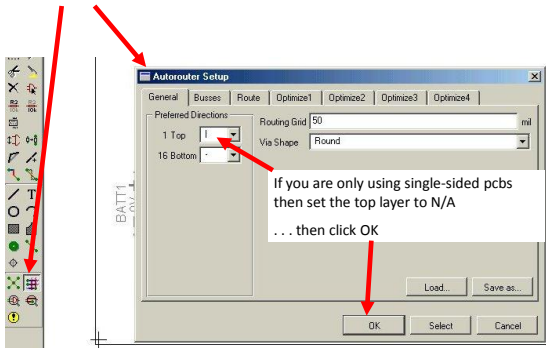 Autorouter Setup
General Busses Route Optimize1 Optimize2 Optimize3 Optimize4
Preferred Directions
1 Top |
16 Bottom -
Routing Grid 50 mil
Via Shape Round
If you are only using single-sided pcbs
then set the top layer to N/A
. . . then click OK
BATT1
Load... Save as...
OK Select Cancel